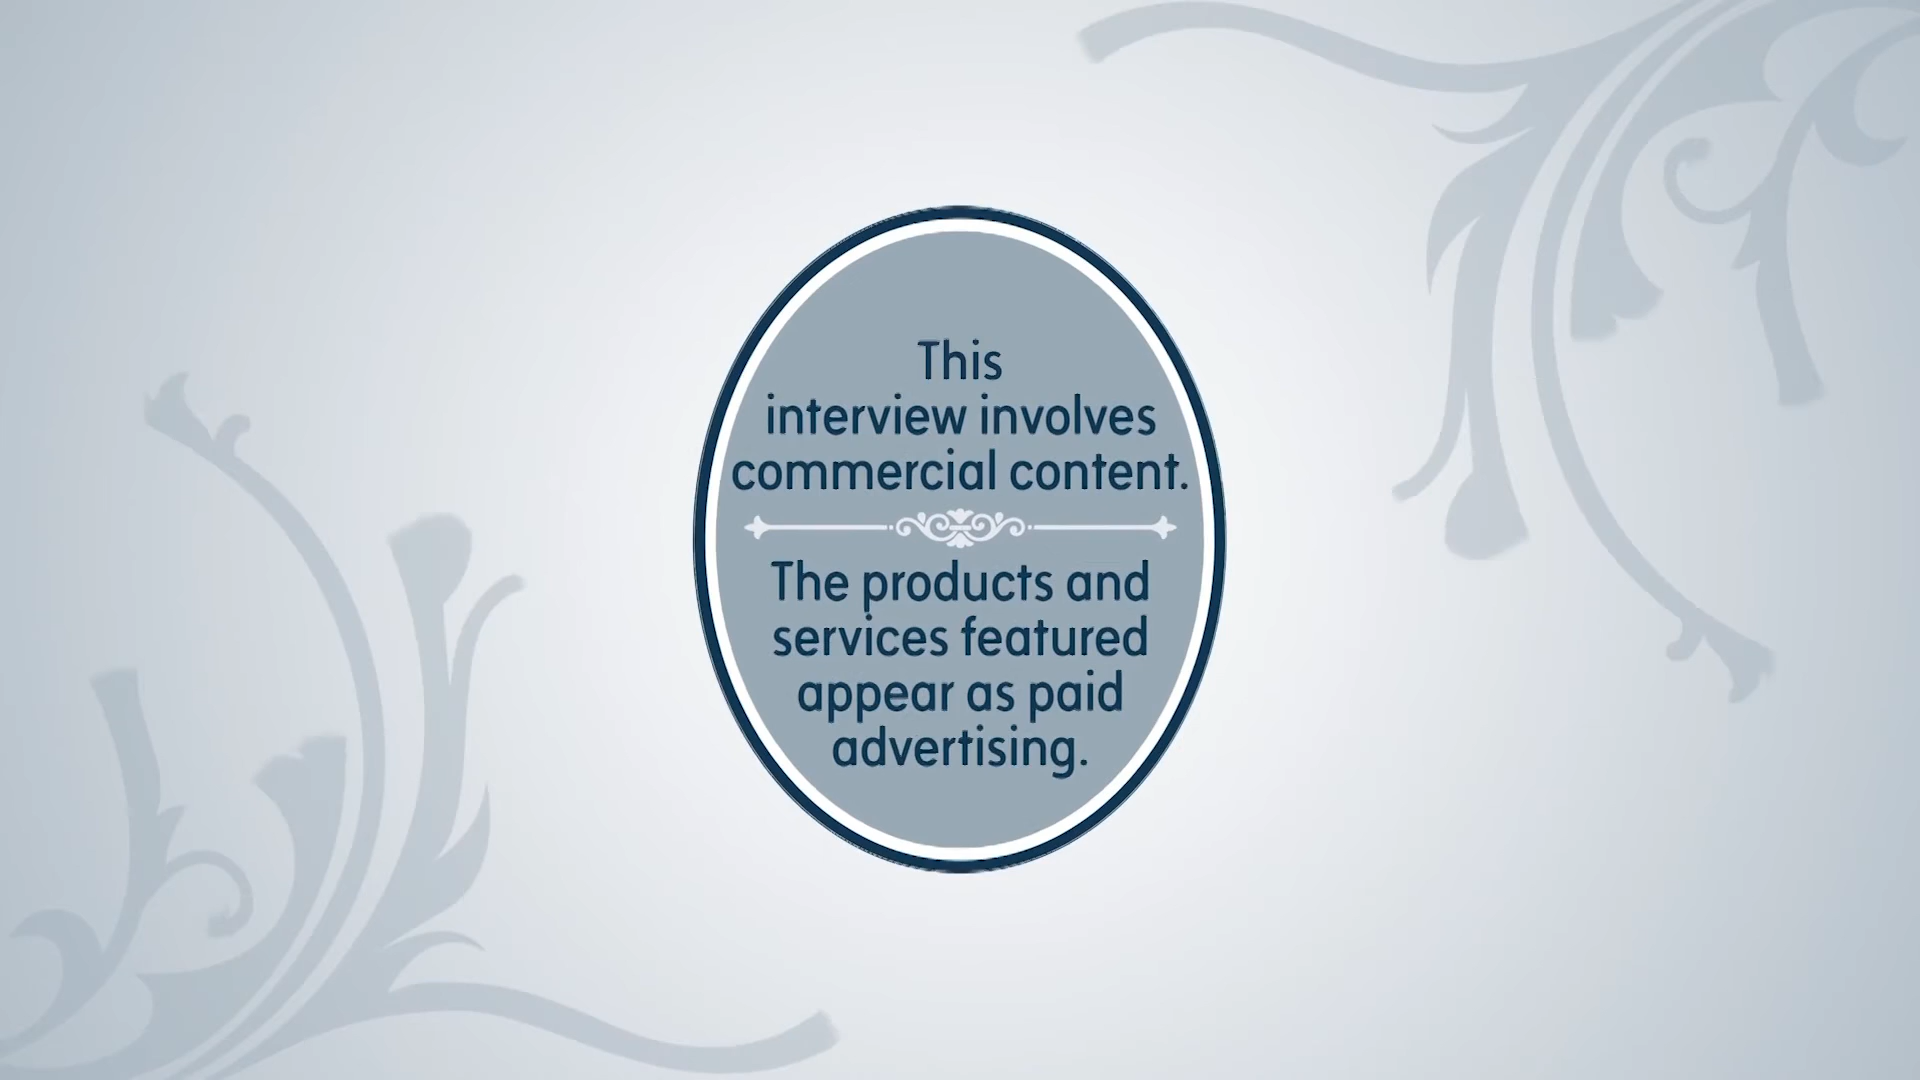 This
interview involves
commercial content.
The products and
services featured
appear as paid
advertising.